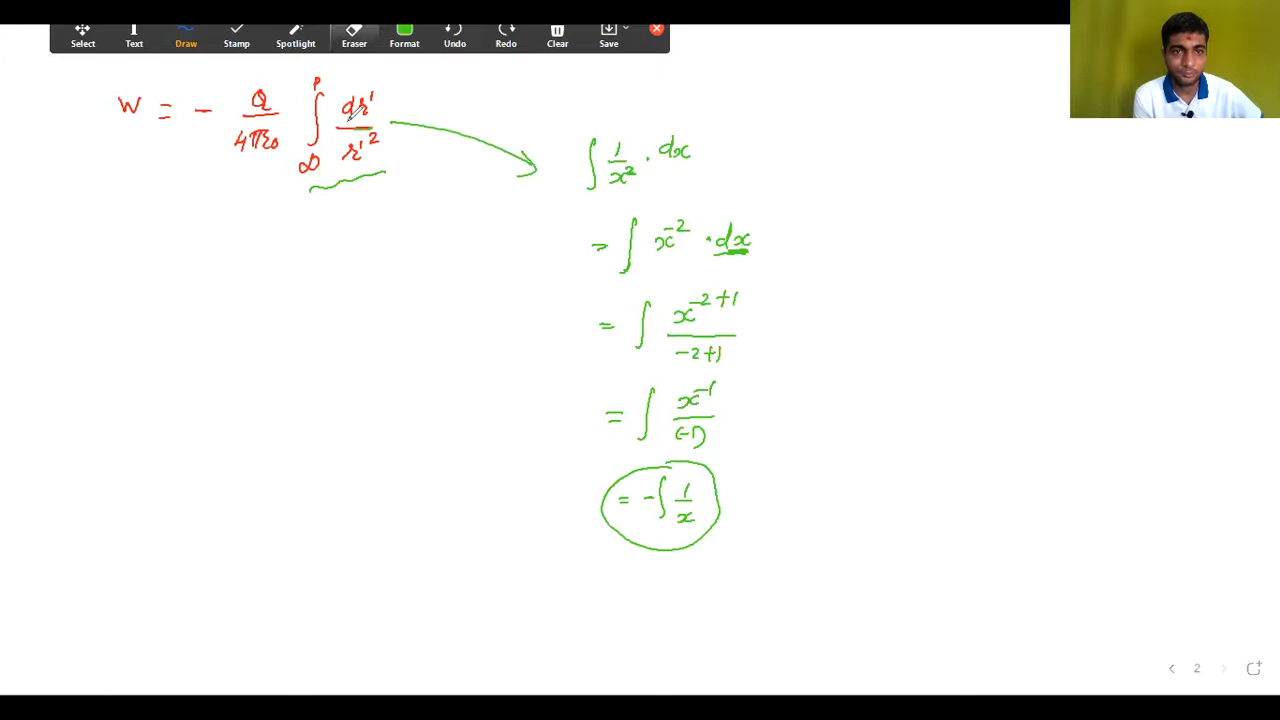 Select Text Draw Stamp Spotlight Eraser Format Undo Redo Clear Save
W = - Q/4πε0 ∫∞^P dr'/r'^2
∫ 1/x^2 · dx
= ∫ x^-2 · dx
= ∫ x^-2+1/-2+1
= ∫ x^-1/(-1)
= -∫ 1/x
2